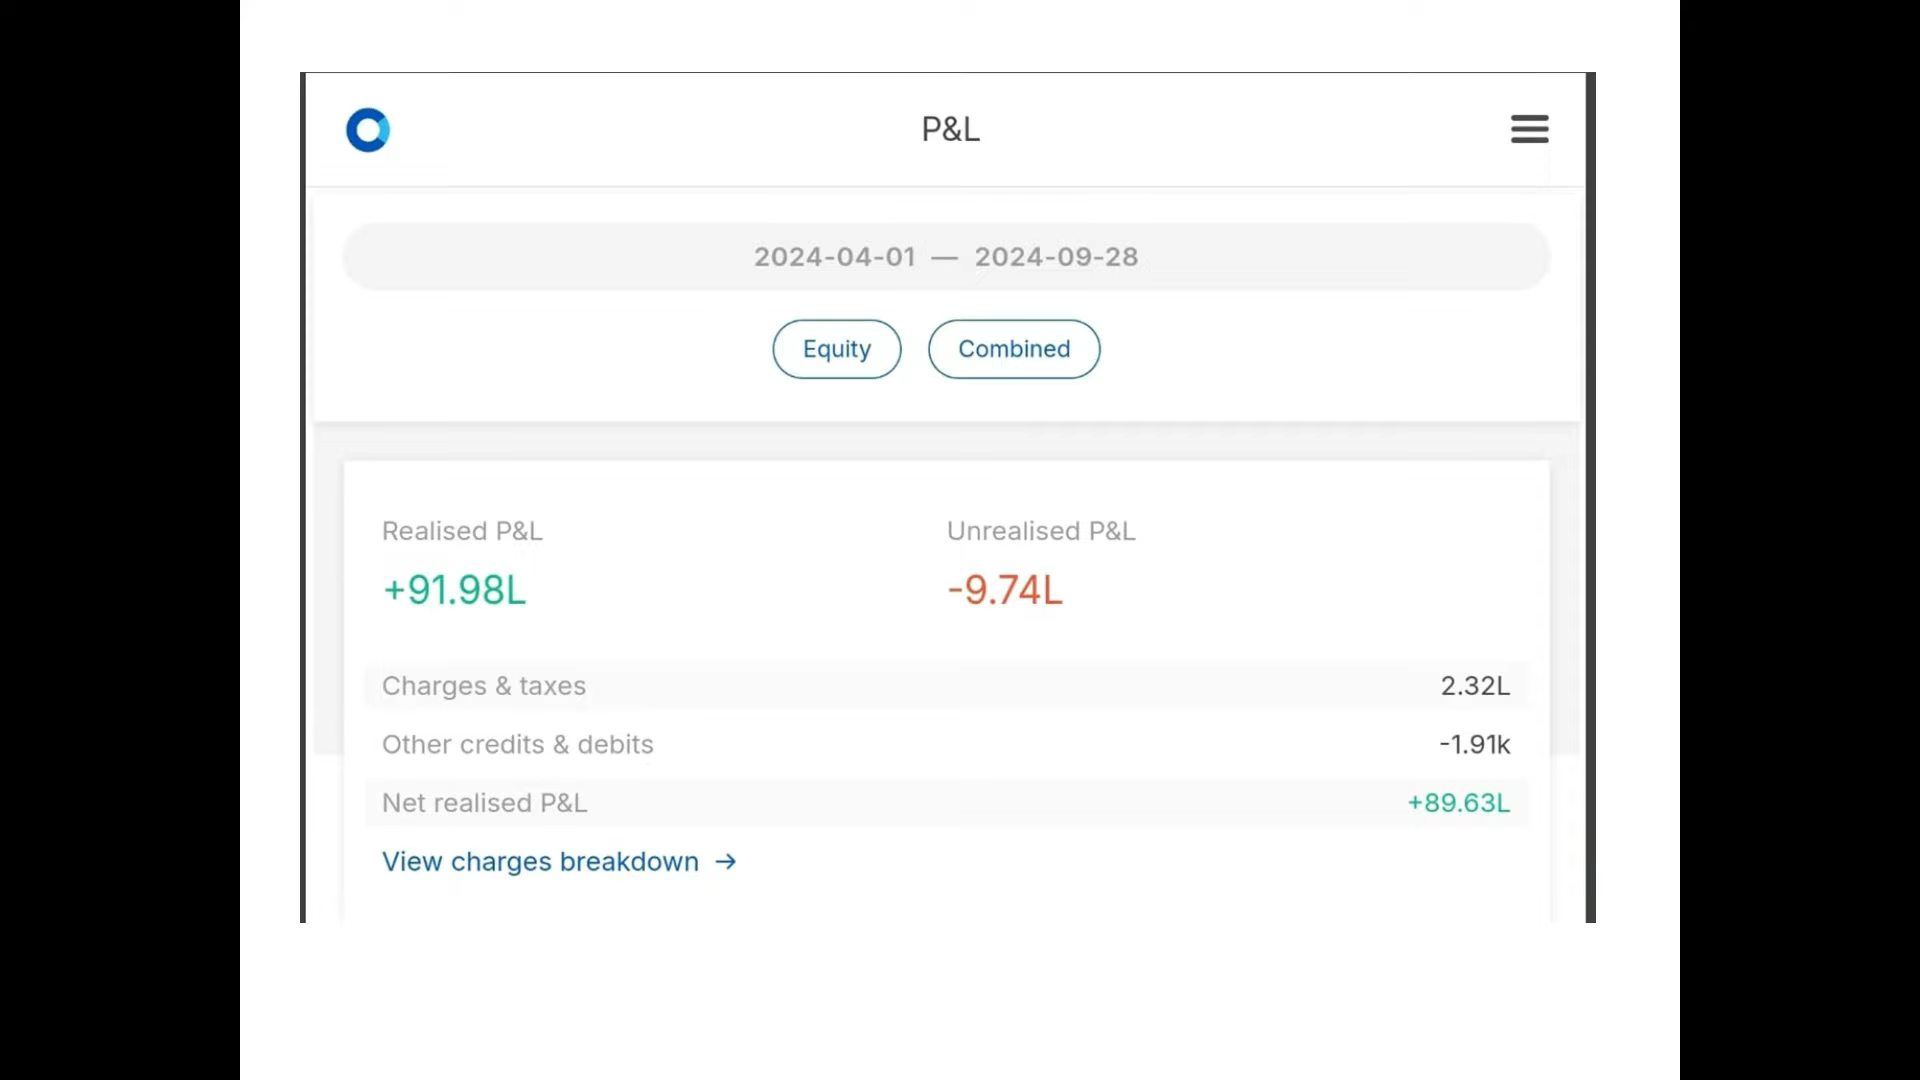 P&L
2024-04-01 — 2024-09-28
Equity Combined
Realised P&L Unrealised P&L
+91.98L -9.74L
Charges & taxes 2.32L
Other credits & debits -1.91k
Net realised P&L +89.63L
View charges breakdown →